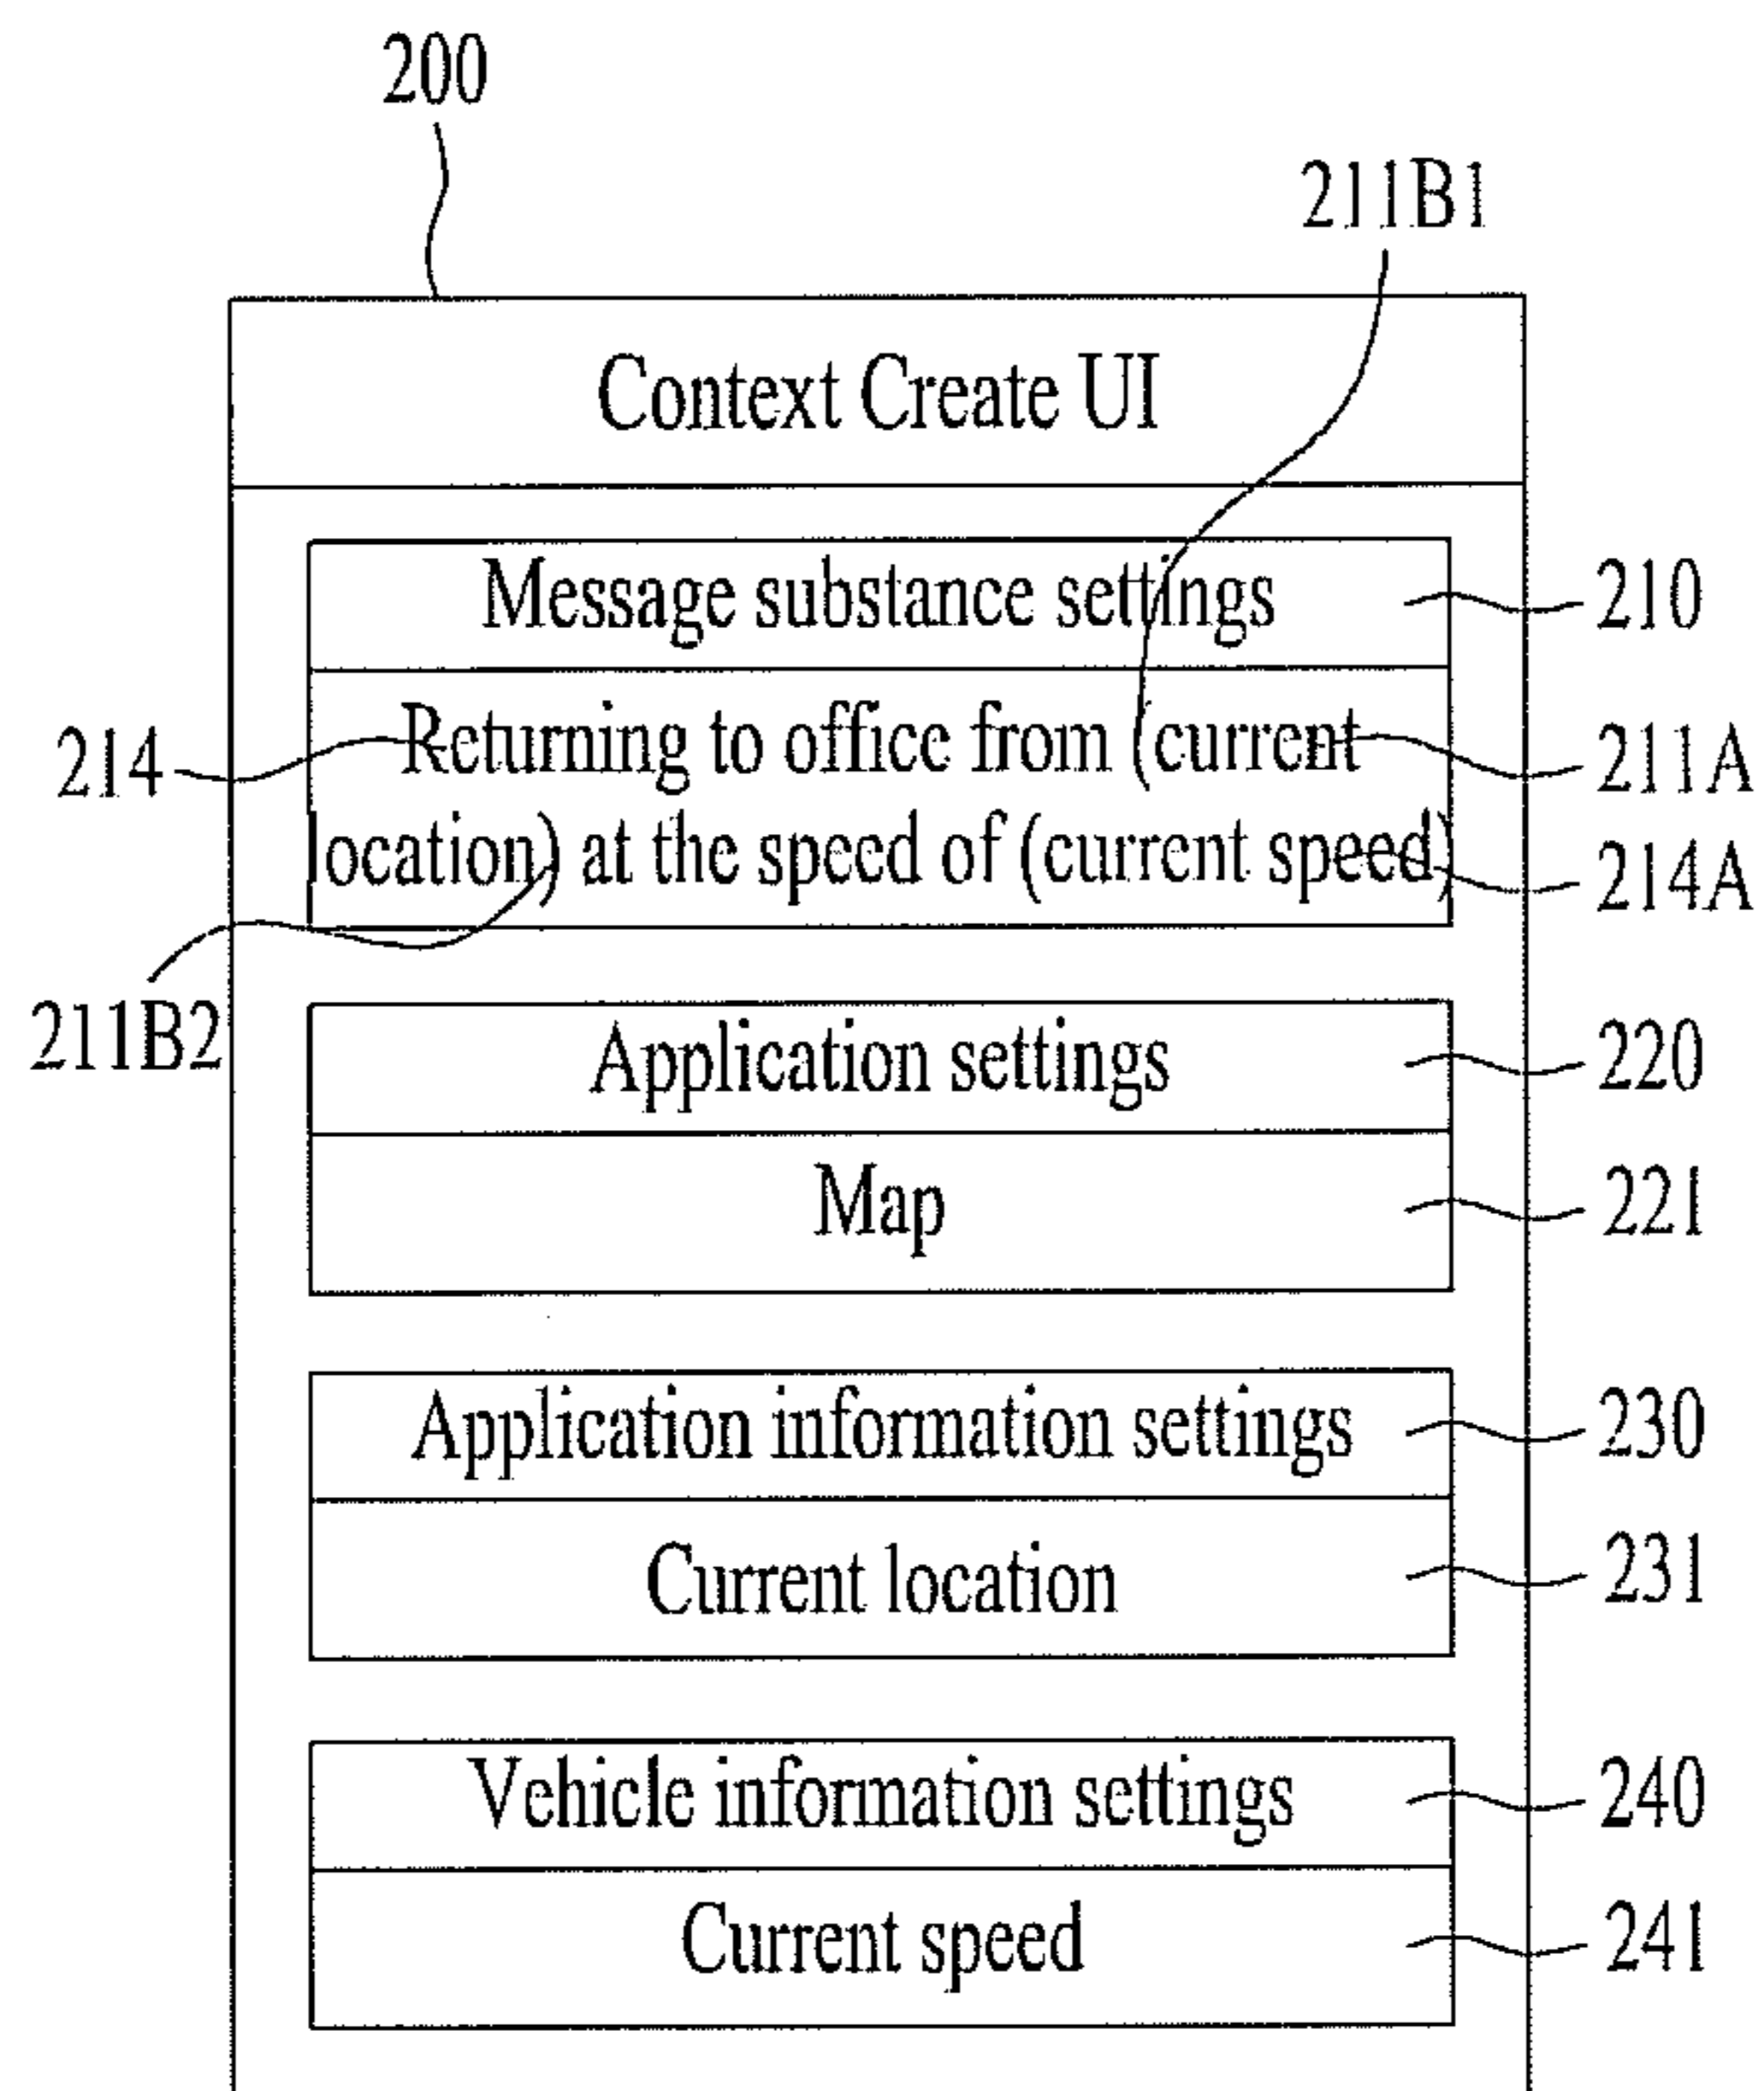 200
211B1
Context Create UI
Message substance settings
210
214
Returning to office from (current
211A
location) at the speed of (current speed)
214A
211B2
Application settings
220
Map
221
Application information settings
230
Current location
231
Vehicle information settings
240
Current speed
241